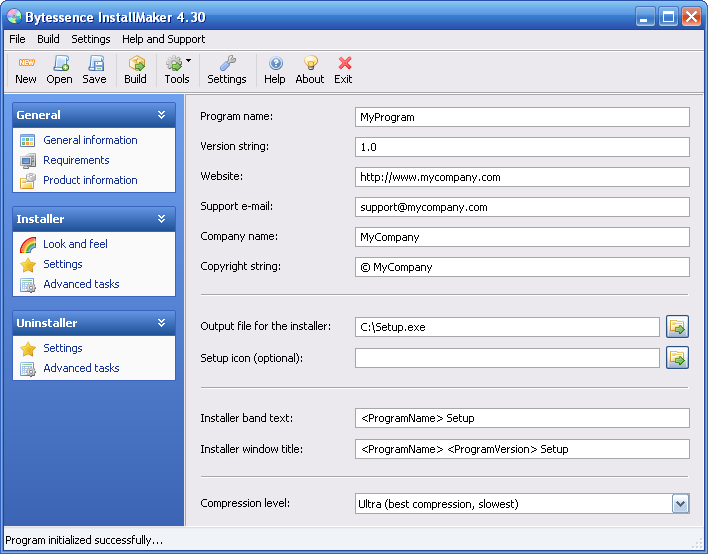 Bytessence InstallMaker 4.30
File Build Settings Help and Support
NEW
New Open Save Build Tools Settings Help About Exit
General
General information
Requirements
Product information
Installer
Look and feel
Settings
Advanced tasks
Uninstaller
Settings
Advanced tasks
Program name: MyProgram
Version string: 1.0
Website: http://www.mycompany.com
Support e-mail: support@mycompany.com
Company name: MyCompany
Copyright string: © MyCompany
Output file for the installer: C:\Setup.exe
Setup icon (optional):
Installer band text: <ProgramName> Setup
Installer window title: <ProgramName> <ProgramVersion> Setup
Compression level: Ultra (best compression, slowest)
Program initialized successfully...